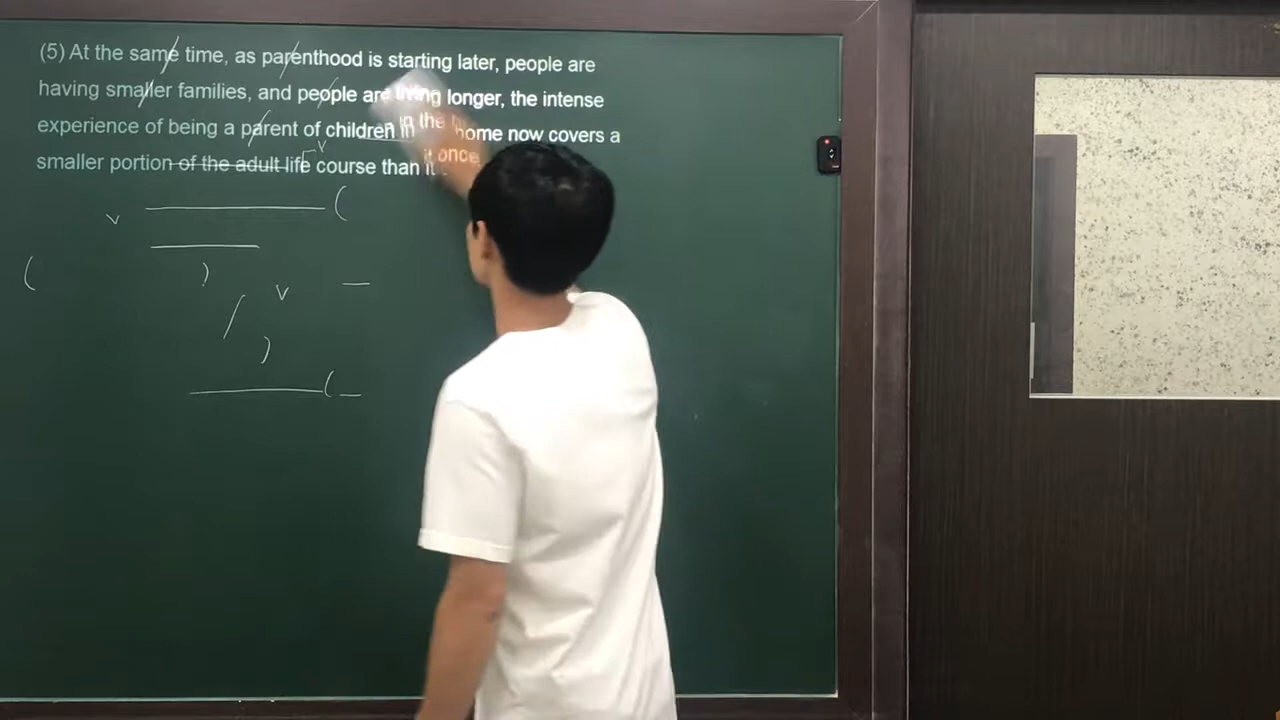 (5) At the same time, as parenthood is starting later, people are
having smaller families, and people are living longer, the intense
experience of being a parent of children in the home now covers a
smaller portion of the adult life course than it once